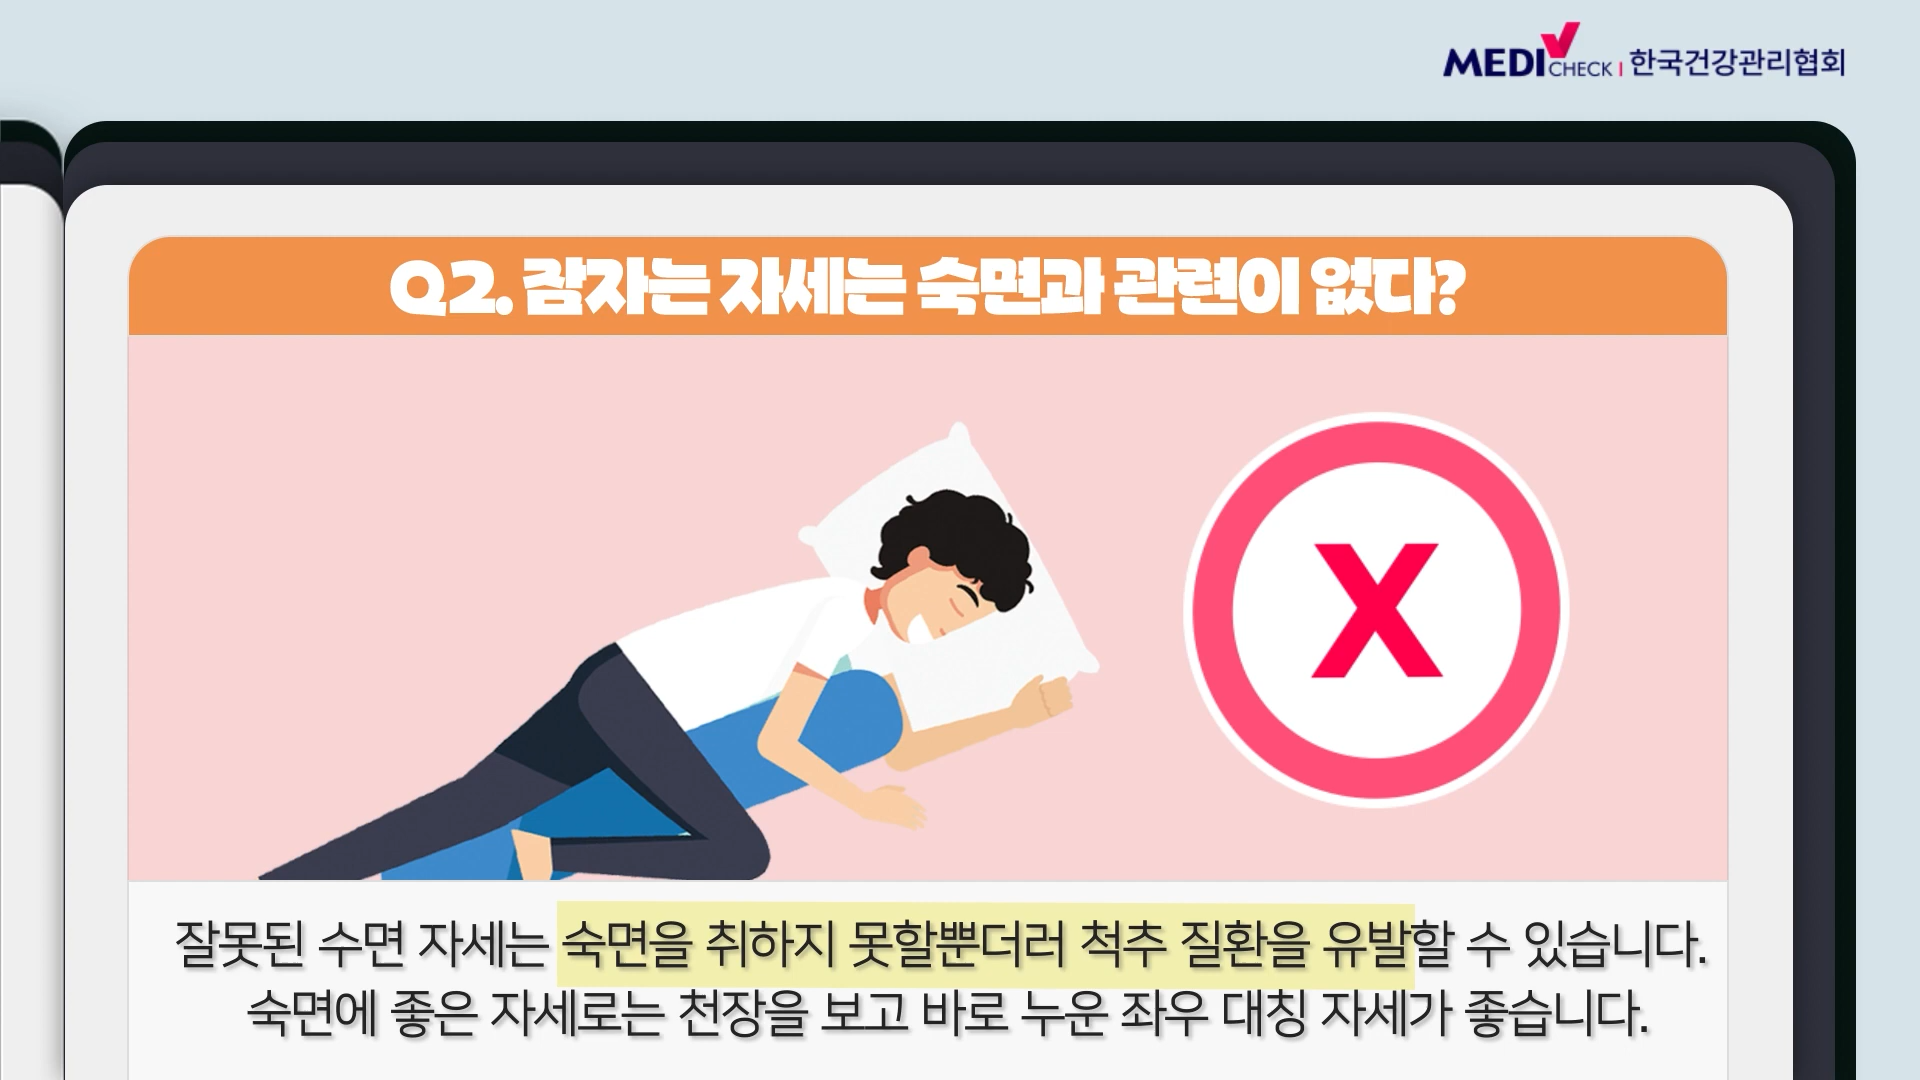 MEDICHECK | 한국건강관리협회
Q2. 잠자는 자세는 숙면과 관련이 없다?
X
잘못된 수면 자세는 숙면을 취하지 못할뿐더러 척추 질환을 유발할 수 있습니다.
숙면에 좋은 자세로는 천장을 보고 바로 누운 좌우 대칭 자세가 좋습니다.